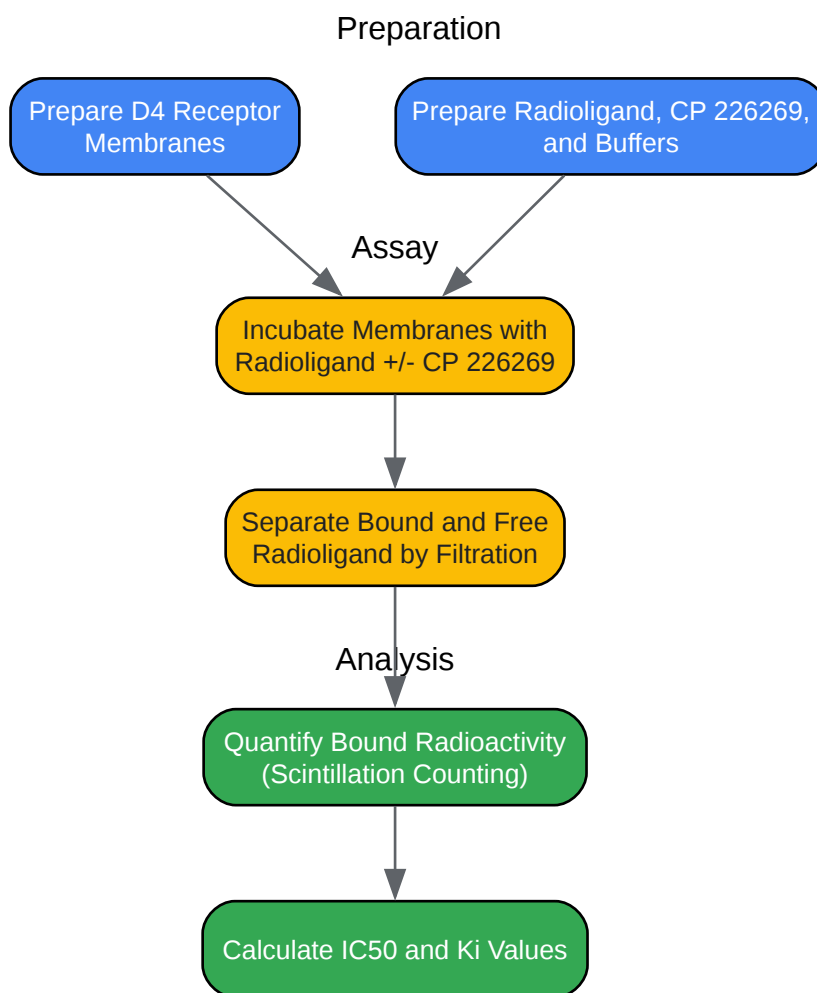 Preparation
Prepare D4 Receptor
Membranes
Prepare Radioligand, CP 226269,
and Buffers
Assay
Incubate Membranes with
Radioligand +/- CP 226269
Separate Bound and Free
Radioligand by Filtration
Analysis
Quantify Bound Radioactivity
(Scintillation Counting)
Calculate IC50 and Ki Values